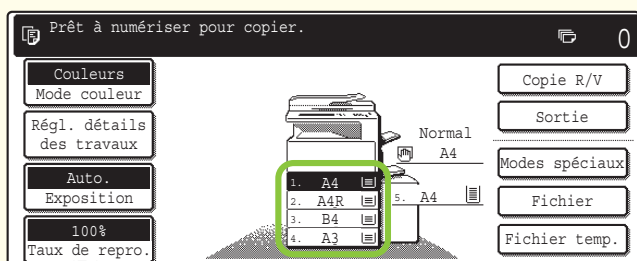 Prêt à numériser pour copier.
0
Couleurs
Mode couleur
Régl. détails
des travaux
Auto.
Exposition
100%
Taux de repro.
Normal
A4
1. A4
2. A4R
3. B4
4. A3
5. A4
Copie R/V
Sortie
Modes spéciaux
Fichier
Fichier temp.